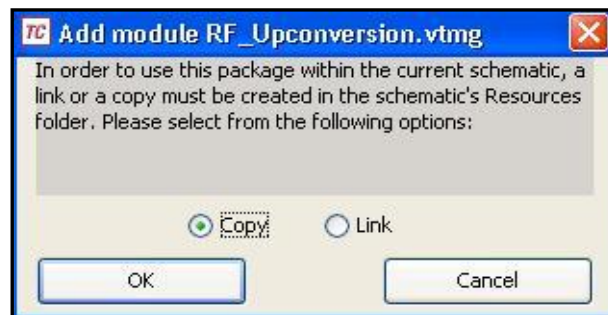 TC Add module RF_Upconversion.vtmg
In order to use this package within the current schematic, a
link or a copy must be created in the schematic's Resources
folder. Please select from the following options:
Copy Link
OK Cancel